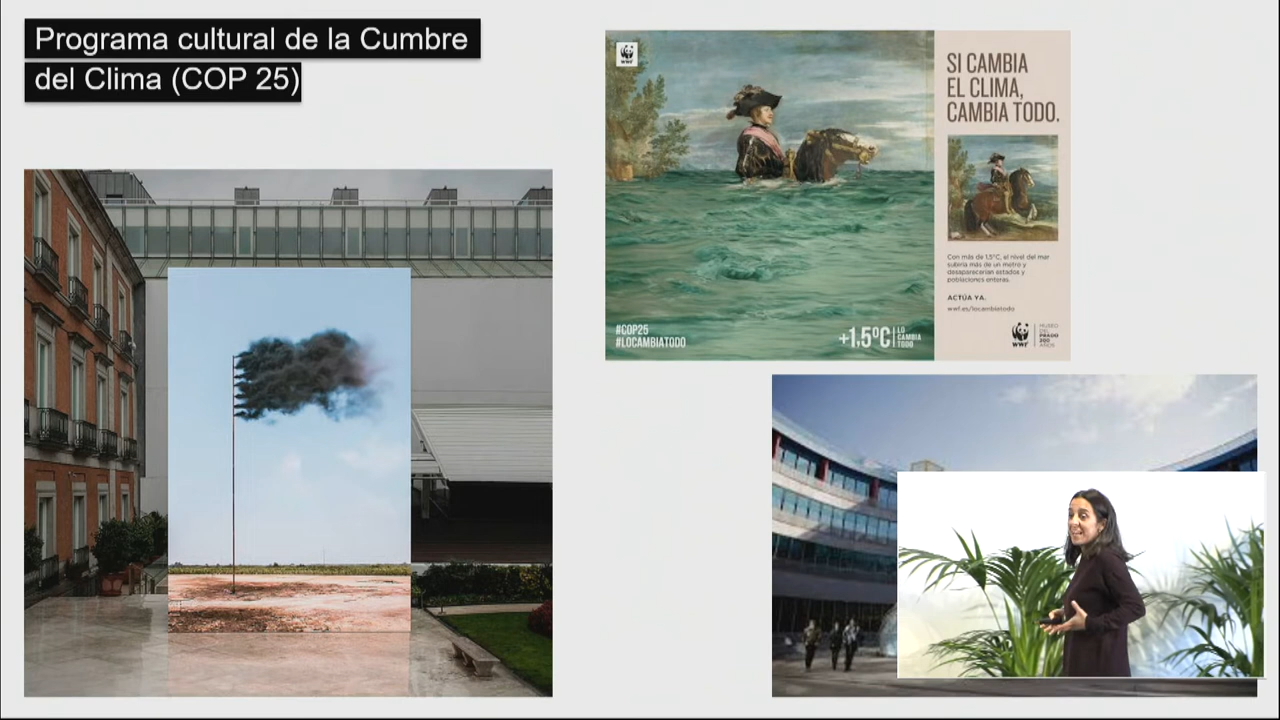 Programa cultural de la Cumbre
del Clima (COP 25)
WWF
SI CAMBIA
EL CLIMA,
CAMBIA TODO.
Con más de 1,5ºC, el nivel del mar
subiría más de un metro y
desaparecerían estados y
poblaciones enteras.
ACTÚA YA.
wwf.es/locambiatodo
#COP25
#LOCAMBIATODO
+1,5ºC
LO
CAMBIA
TODO
WWF
MUSEO
DEL
PRADO
200
AÑOS